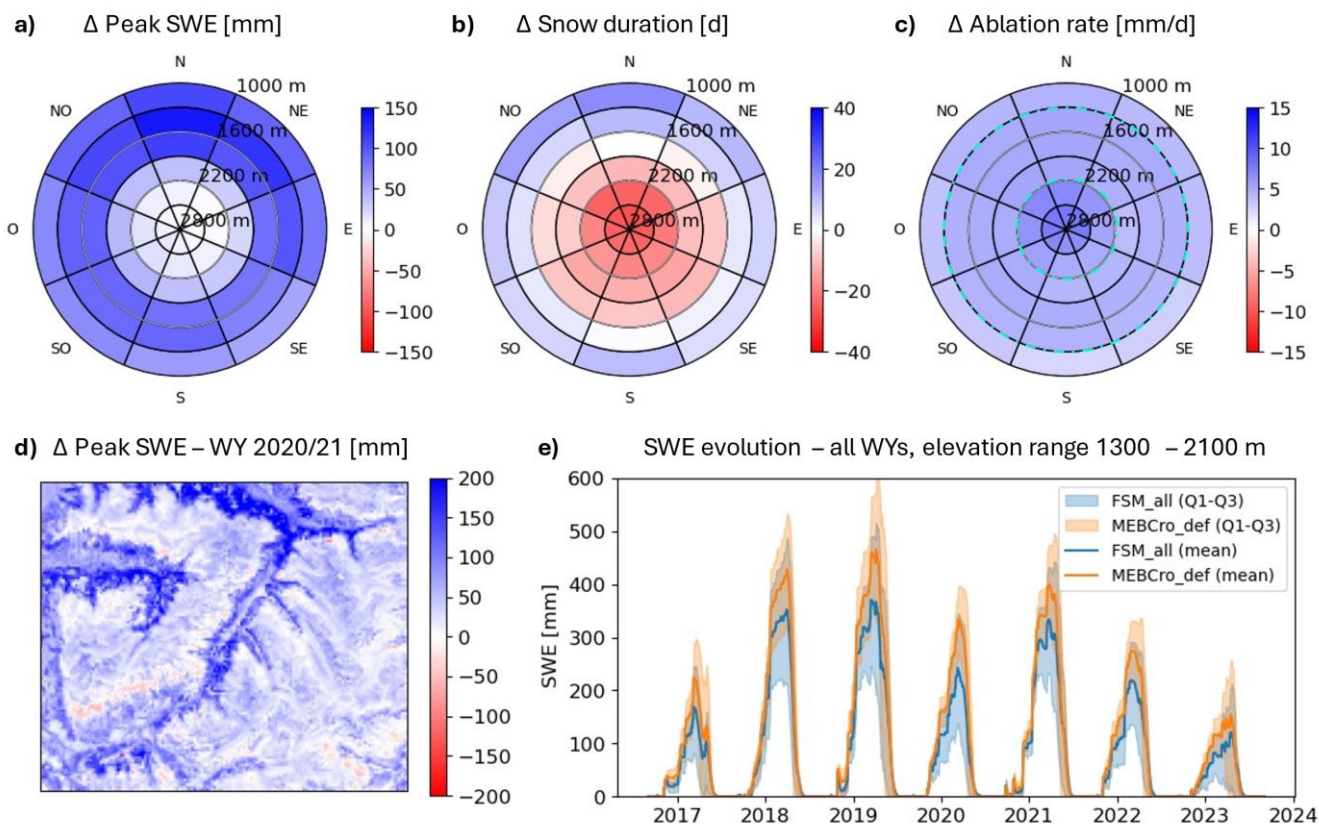 a) Δ Peak SWE [mm]
N
1000 m
NO
NE
1600 m
2200 m
2800 m
O
E
SO
SE
S
150
100
50
0
−50
−100
−150
b) Δ Snow duration [d]
N
1000 m
NO
NE
1600 m
2200 m
2800 m
O
E
SO
SE
S
40
20
0
−20
−40
c) Δ Ablation rate [mm/d]
N
1000 m
NO
NE
1600 m
2200 m
2800 m
O
E
SO
SE
S
15
10
5
0
−5
−10
−15
d) Δ Peak SWE – WY 2020/21 [mm]
200
150
100
50
0
−50
−100
−150
−200
e) SWE evolution – all WYs, elevation range 1300 – 2100 m
SWE [mm]
600
500
400
300
200
100
0
FSM_all (Q1-Q3)
MEBCro_def (Q1-Q3)
FSM_all (mean)
MEBCro_def (mean)
2017 2018 2019 2020 2021 2022 2023 2024